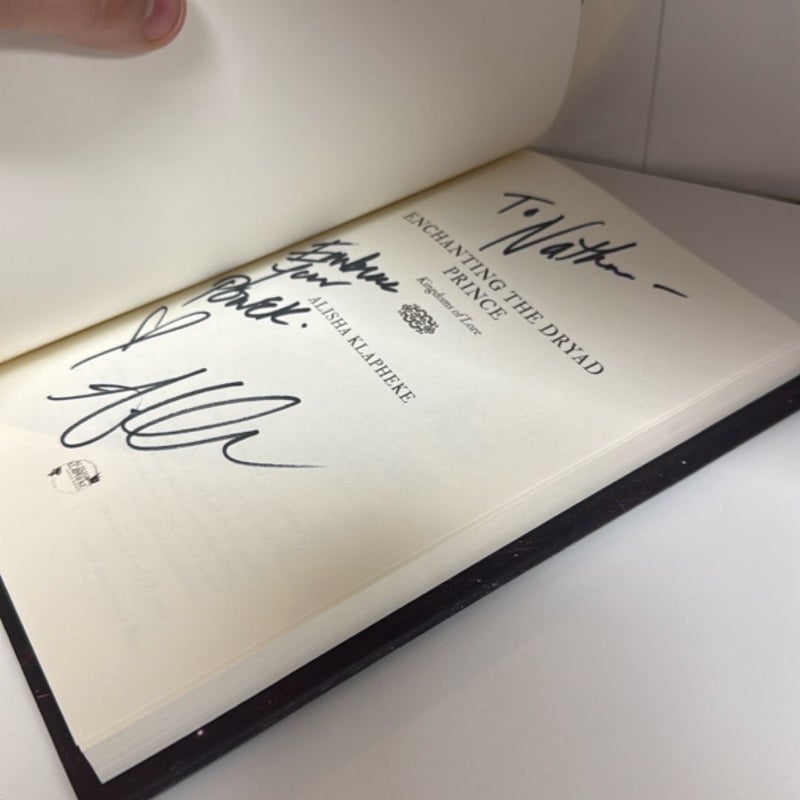 To Nathan —
ENCHANTING THE DRYAD
PRINCE
Kingdoms of Lore
Embrace
Your
POWER.
ALISHA KLAPHEKE